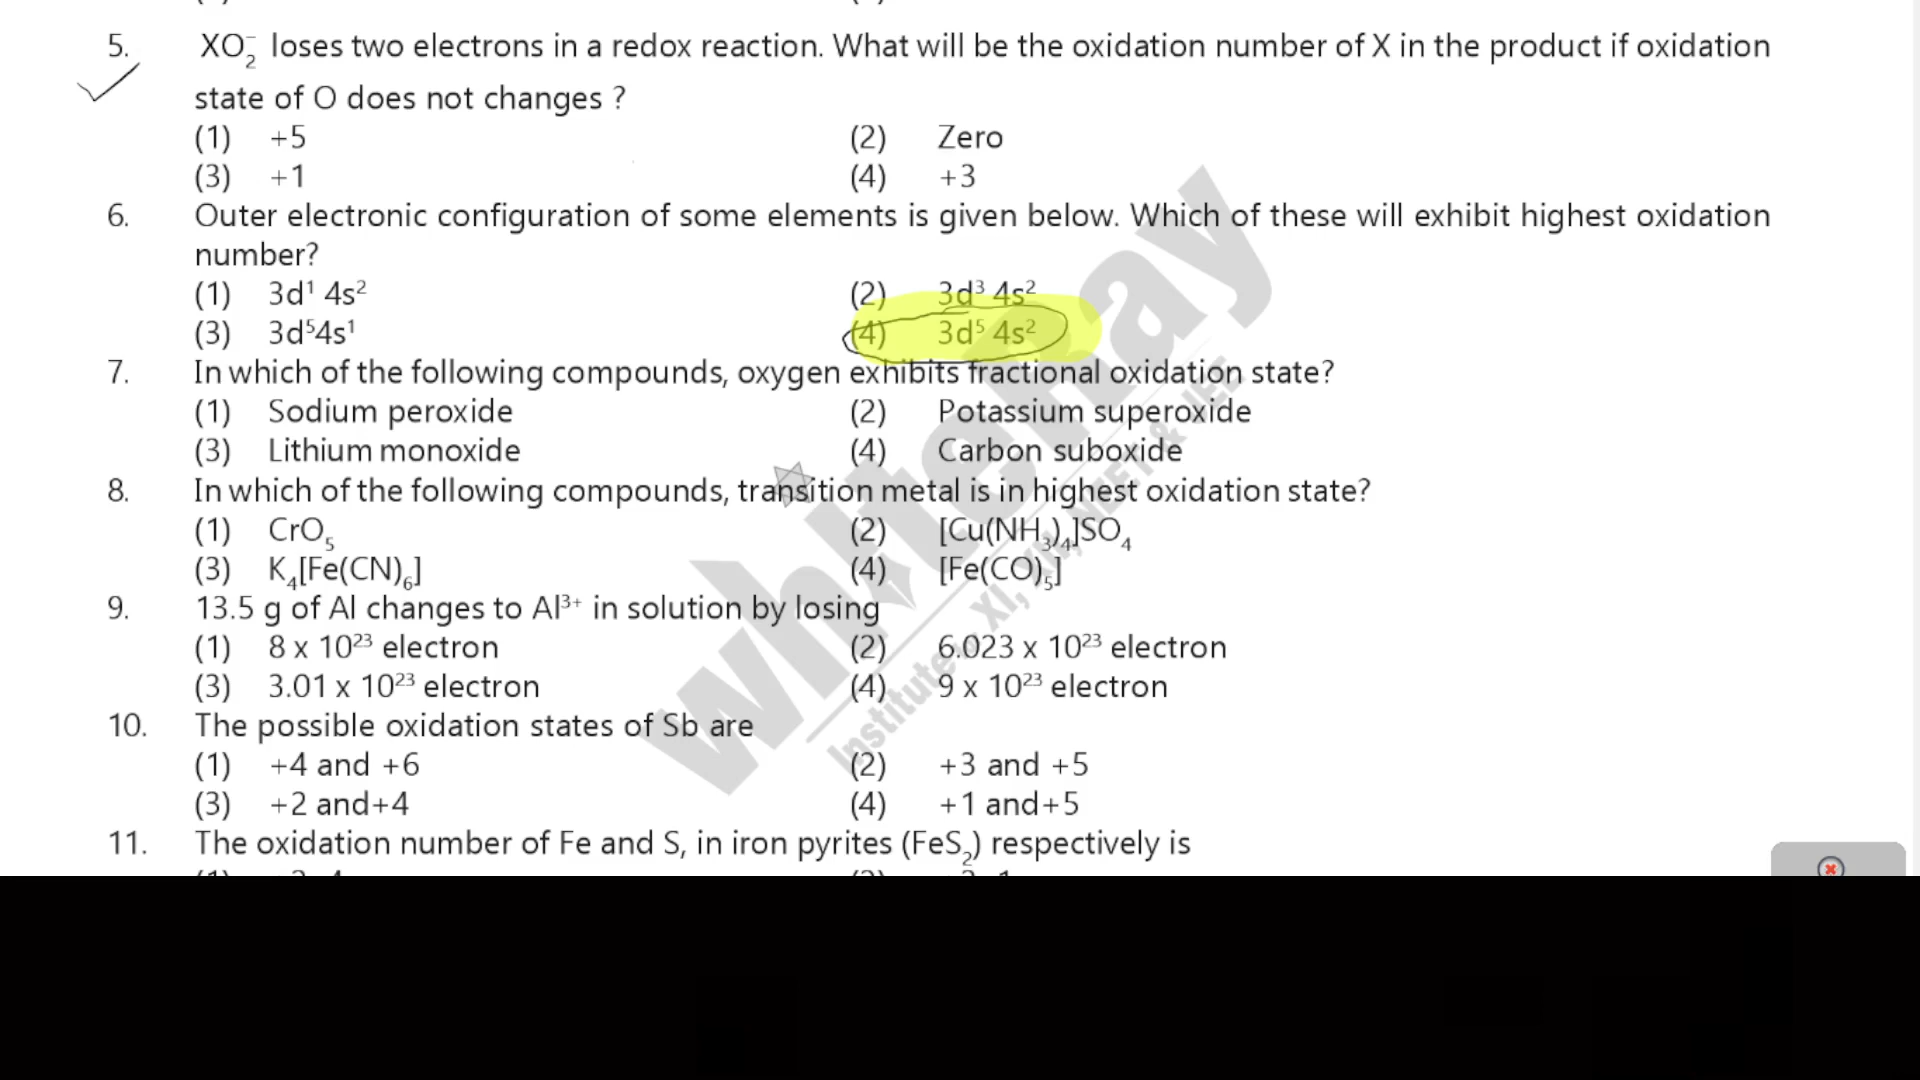 5. XO₂⁻ loses two electrons in a redox reaction. What will be the oxidation number of X in the product if oxidation
state of O does not changes ?
(1) +5 (2) Zero
(3) +1 (4) +3
6. Outer electronic configuration of some elements is given below. Which of these will exhibit highest oxidation
number?
(1) 3d¹ 4s² (2) 3d³ 4s²
(3) 3d⁵4s¹ (4) 3d⁵ 4s²
7. In which of the following compounds, oxygen exhibits fractional oxidation state?
(1) Sodium peroxide (2) Potassium superoxide
(3) Lithium monoxide (4) Carbon suboxide
8. In which of the following compounds, transition metal is in highest oxidation state?
(1) CrO₅ (2) [Cu(NH₃)₄]SO₄
(3) K₄[Fe(CN)₆] (4) [Fe(CO)₅]
9. 13.5 g of Al changes to Al³⁺ in solution by losing
(1) 8 x 10²³ electron (2) 6.023 x 10²³ electron
(3) 3.01 x 10²³ electron (4) 9 x 10²³ electron
10. The possible oxidation states of Sb are
(1) +4 and +6 (2) +3 and +5
(3) +2 and+4 (4) +1 and+5
11. The oxidation number of Fe and S, in iron pyrites (FeS₂) respectively is
whiteRay
XI, XII, NEET & JEE